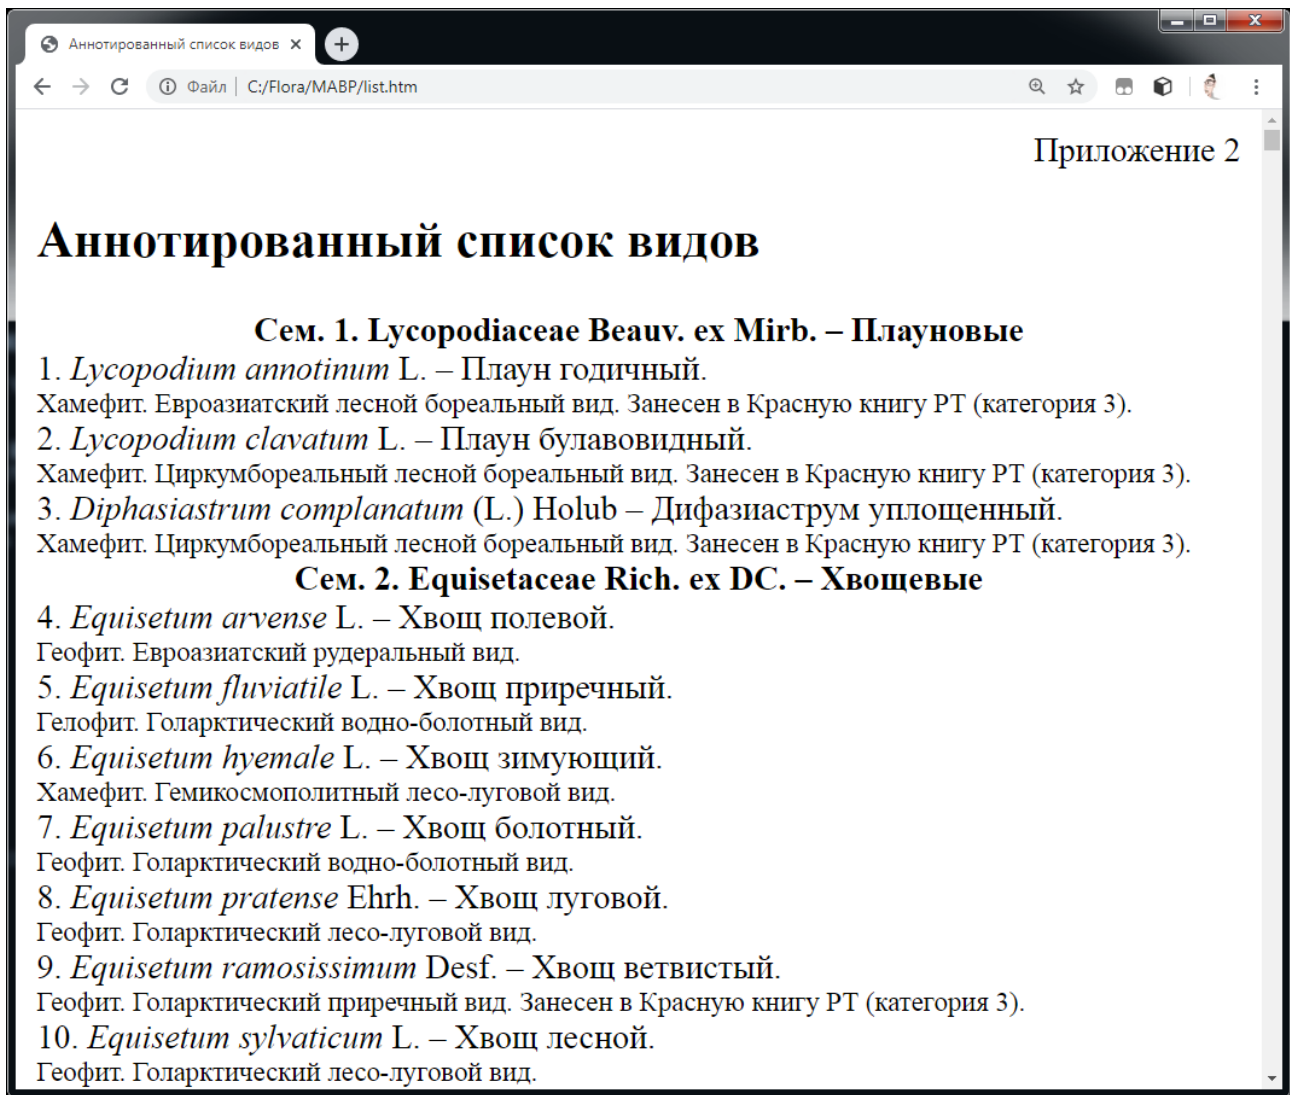 Аннотированный список видов
Файл | C:/Flora/MABP/list.htm
Приложение 2
Аннотированный список видов
Сем. 1. Lycopodiaceae Beauv. ex Mirb. – Плауновые
1. Lycopodium annotinum L. – Плаун годичный.
Хамефит. Евроазиатский лесной бореальный вид. Занесен в Красную книгу РТ (категория 3).
2. Lycopodium clavatum L. – Плаун булавовидный.
Хамефит. Циркумбореальный лесной бореальный вид. Занесен в Красную книгу РТ (категория 3).
3. Diphasiastrum complanatum (L.) Holub – Дифазиаструм уплощенный.
Хамефит. Циркумбореальный лесной бореальный вид. Занесен в Красную книгу РТ (категория 3).
Сем. 2. Equisetaceae Rich. ex DC. – Хвощевые
4. Equisetum arvense L. – Хвощ полевой.
Геофит. Евроазиатский рудеральный вид.
5. Equisetum fluviatile L. – Хвощ приречный.
Гелофит. Голарктический водно-болотный вид.
6. Equisetum hyemale L. – Хвощ зимующий.
Хамефит. Гемикосмополитный лесо-луговой вид.
7. Equisetum palustre L. – Хвощ болотный.
Геофит. Голарктический водно-болотный вид.
8. Equisetum pratense Ehrh. – Хвощ луговой.
Геофит. Голарктический лесо-луговой вид.
9. Equisetum ramosissimum Desf. – Хвощ ветвистый.
Геофит. Голарктический приречный вид. Занесен в Красную книгу РТ (категория 3).
10. Equisetum sylvaticum L. – Хвощ лесной.
Геофит. Голарктический лесо-луговой вид.